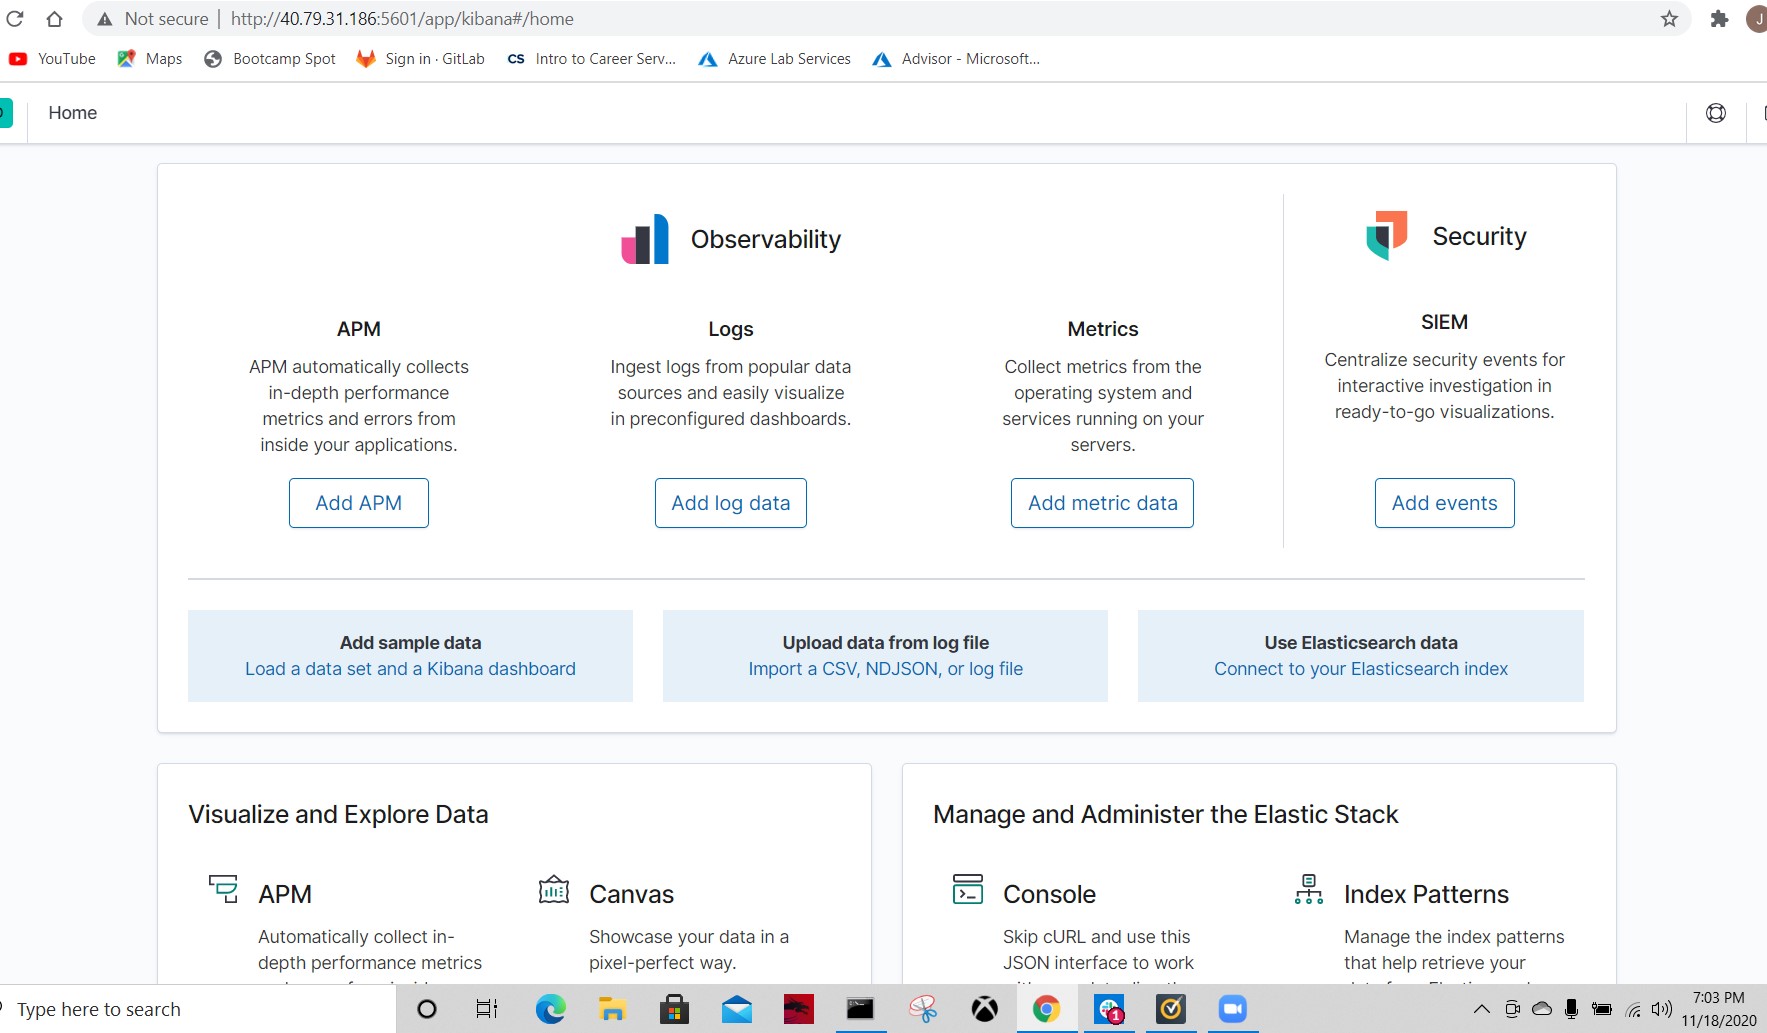 Not secure | http://40.79.31.186:5601/app/kibana#/home
J
YouTube Maps Bootcamp Spot Sign in · GitLab CS Intro to Career Serv... Azure Lab Services Advisor - Microsoft...
Home
Observability
Security
APM
APM automatically collects
in-depth performance
metrics and errors from
inside your applications.
Add APM
Logs
Ingest logs from popular data
sources and easily visualize
in preconfigured dashboards.
Add log data
Metrics
Collect metrics from the
operating system and
services running on your
servers.
Add metric data
SIEM
Centralize security events for
interactive investigation in
ready-to-go visualizations.
Add events
Add sample data
Load a data set and a Kibana dashboard
Upload data from log file
Import a CSV, NDJSON, or log file
Use Elasticsearch data
Connect to your Elasticsearch index
Visualize and Explore Data
APM
Automatically collect in-
depth performance metrics
Canvas
Showcase your data in a
pixel-perfect way.
Manage and Administer the Elastic Stack
Console
Skip cURL and use this
JSON interface to work
Index Patterns
Manage the index patterns
that help retrieve your
Type here to search
1
7:03 PM
11/18/2020